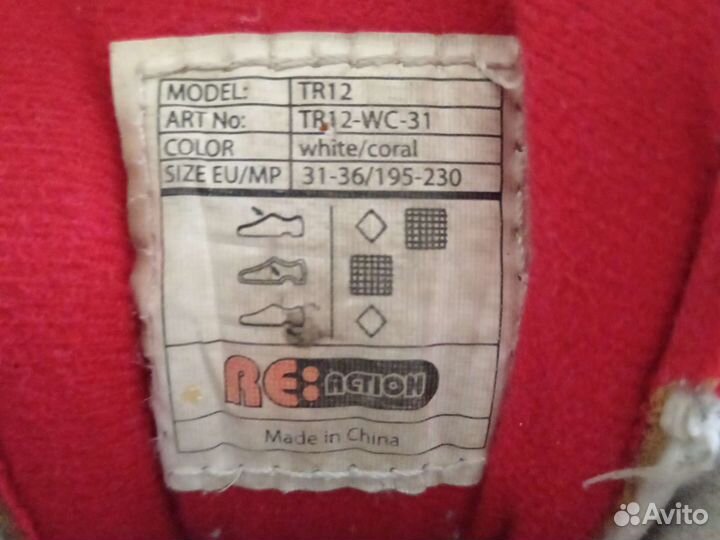 MODEL: TR12
ART No: TR12-WC-31
COLOR white/coral
SIZE EU/MP 31-36/195-230
RE:ACTION
Made in China
Avito